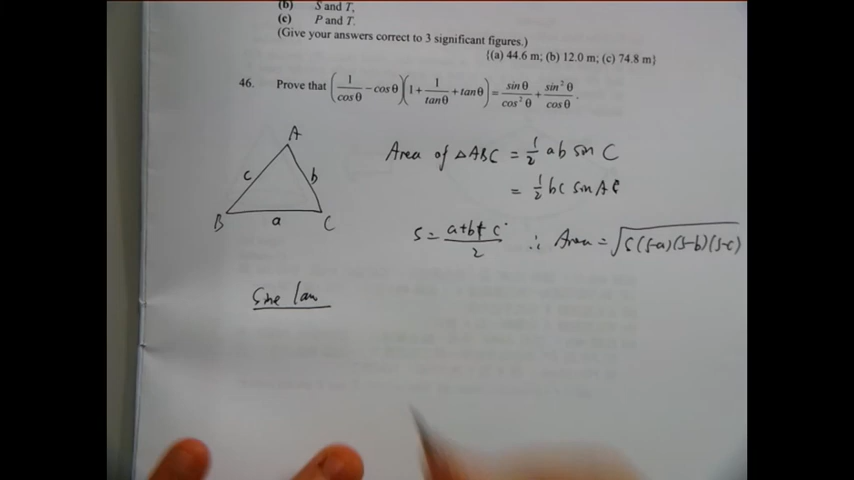 (b) S and T,
(c) P and T.
(Give your answers correct to 3 significant figures.)
{(a) 44.6 m; (b) 12.0 m; (c) 74.8 m}
46. Prove that (1/cosθ − cosθ)(1 + 1/tanθ + tanθ) = sinθ/cos²θ + sin²θ/cosθ.
A
c b
B a C
Area of △ABC = 1/2 ab sin C
= 1/2 bc sin A
s = (a+b+c)/2 ∴ Area = √(s(s-a)(s-b)(s-c))
Sine law